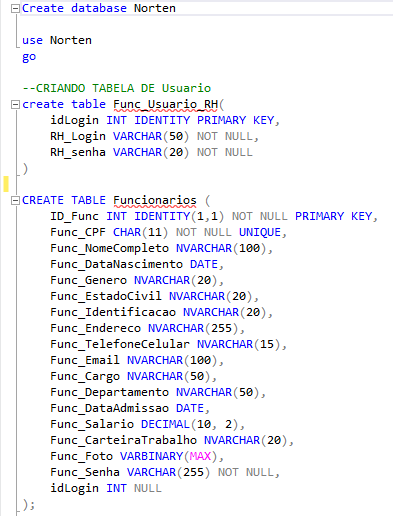 Create database Norten
use Norten
go
--CRIANDO TABELA DE Usuario
create table Func_Usuario_RH(
idLogin INT IDENTITY PRIMARY KEY,
RH_Login VARCHAR(50) NOT NULL,
RH_senha VARCHAR(20) NOT NULL
)
CREATE TABLE Funcionarios (
ID_Func INT IDENTITY(1,1) NOT NULL PRIMARY KEY,
Func_CPF CHAR(11) NOT NULL UNIQUE,
Func_NomeCompleto NVARCHAR(100),
Func_DataNascimento DATE,
Func_Genero NVARCHAR(20),
Func_EstadoCivil NVARCHAR(20),
Func_Identificacao NVARCHAR(20),
Func_Endereco NVARCHAR(255),
Func_TelefoneCelular NVARCHAR(15),
Func_Email NVARCHAR(100),
Func_Cargo NVARCHAR(50),
Func_Departamento NVARCHAR(50),
Func_DataAdmissao DATE,
Func_Salario DECIMAL(10, 2),
Func_CarteiraTrabalho NVARCHAR(20),
Func_Foto VARBINARY(MAX),
Func_Senha VARCHAR(255) NOT NULL,
idLogin INT NULL
);